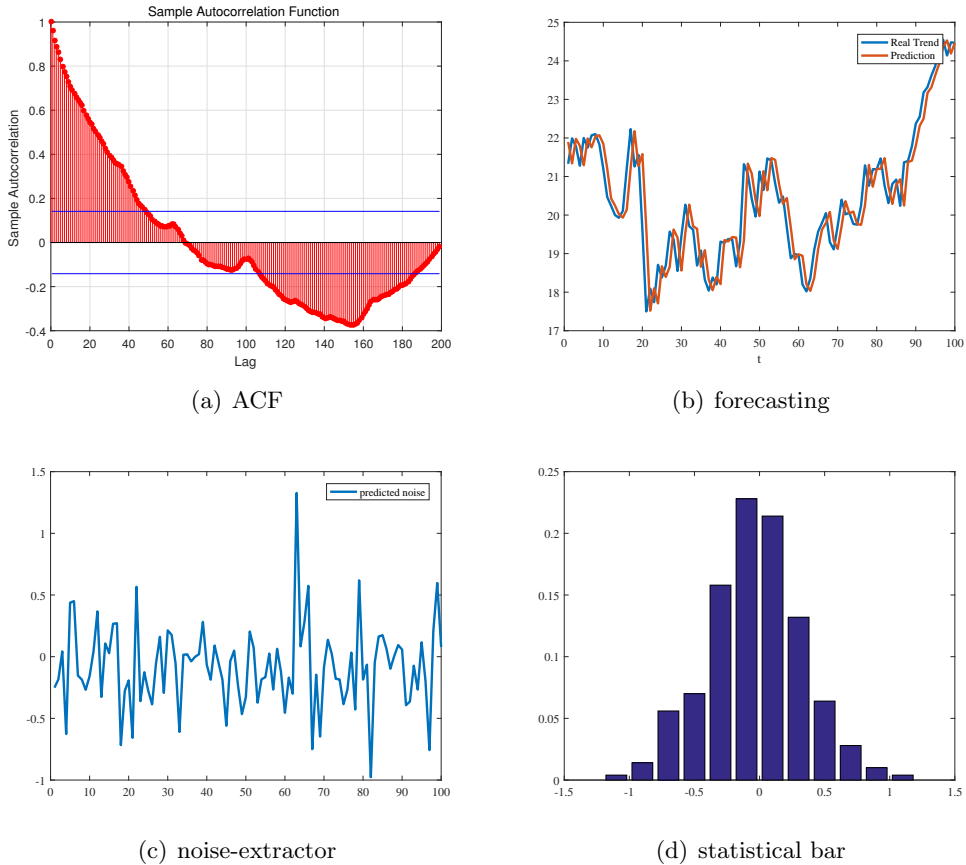 Sample Autocorrelation Function
Sample Autocorrelation
1
0.8
0.6
0.4
0.2
0
-0.2
-0.4
0 20 40 60 80 100 120 140 160 180 200
Lag
(a) ACF
25
24
23
22
21
20
19
18
17
Real Trend
Prediction
0 10 20 30 40 50 60 70 80 90 100
t
(b) forecasting
1.5
1
0.5
0
-0.5
-1
predicted noise
0 10 20 30 40 50 60 70 80 90 100
(c) noise-extractor
0.25
0.2
0.15
0.1
0.05
0
-1.5 -1 -0.5 0 0.5 1 1.5
(d) statistical bar